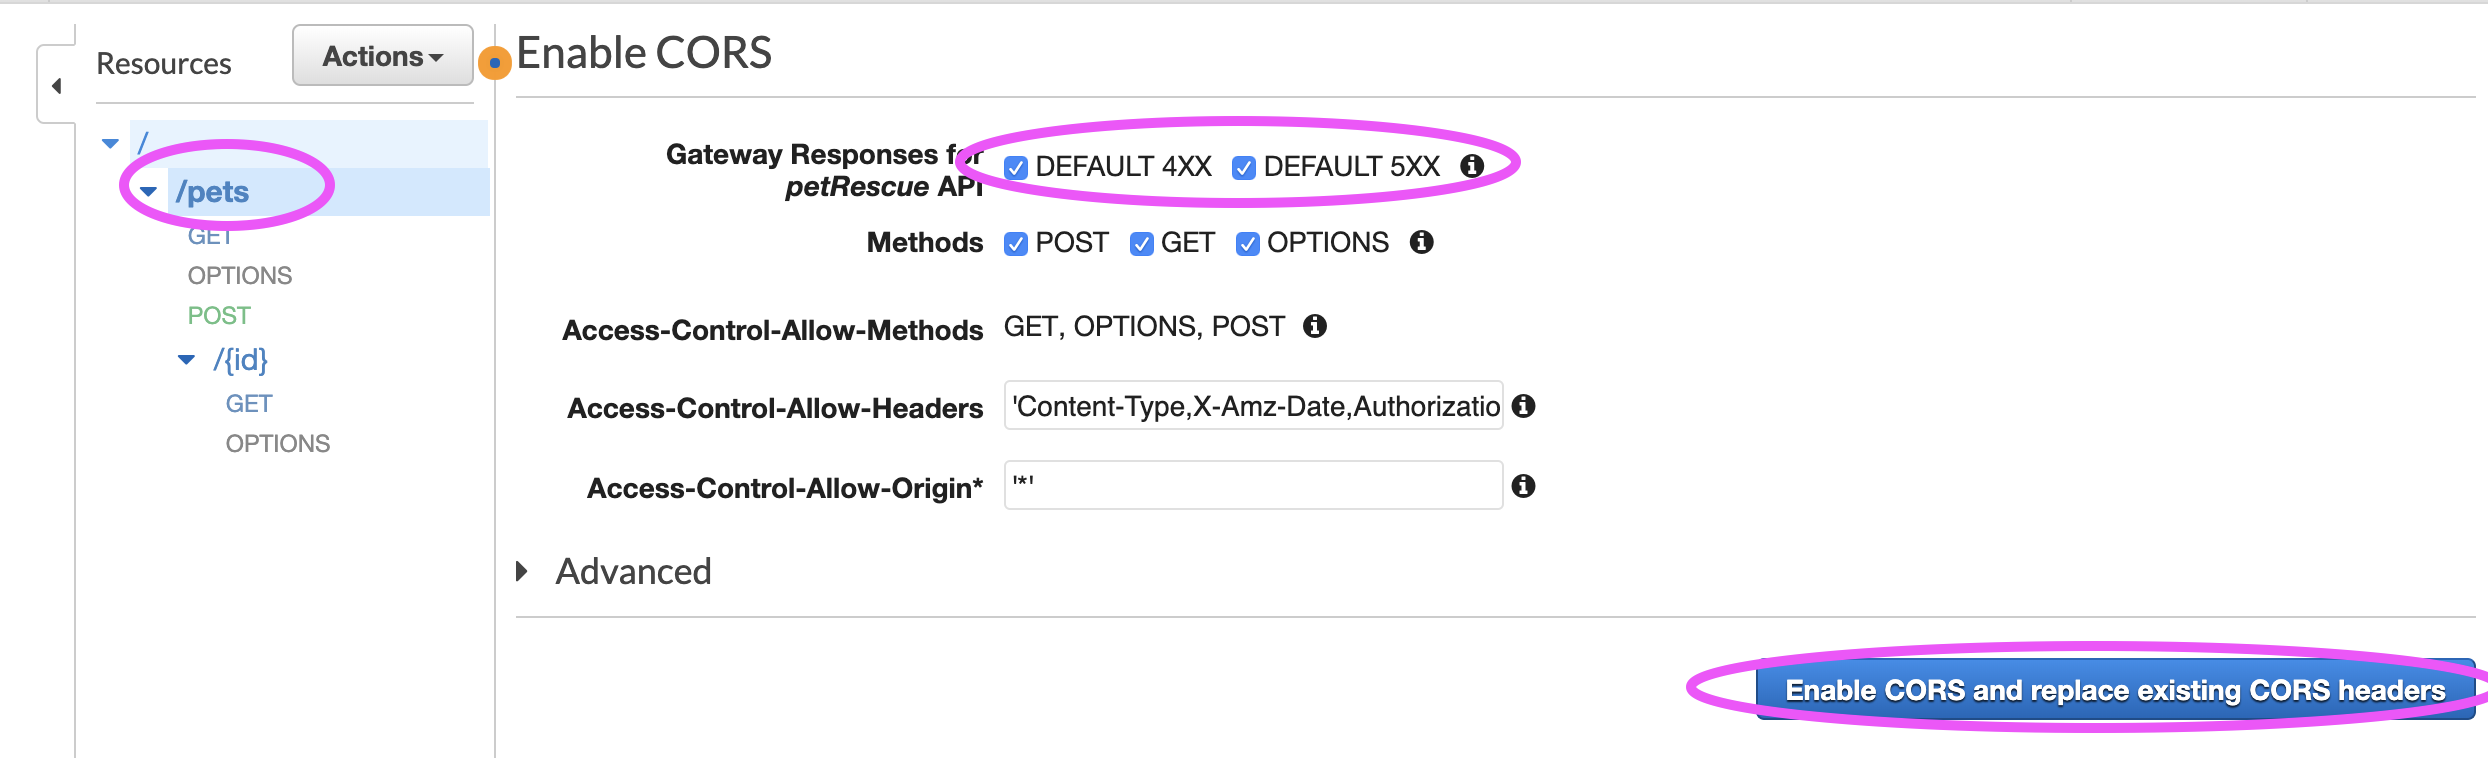 Resources
Actions
/
/pets
GET
OPTIONS
POST
/{id}
GET
OPTIONS
Enable CORS
Gateway Responses for
petRescue API
DEFAULT 4XX DEFAULT 5XX
Methods POST GET OPTIONS
Access-Control-Allow-Methods GET, OPTIONS, POST
Access-Control-Allow-Headers 'Content-Type,X-Amz-Date,Authorizatio
Access-Control-Allow-Origin* '*'
Advanced
Enable CORS and replace existing CORS headers